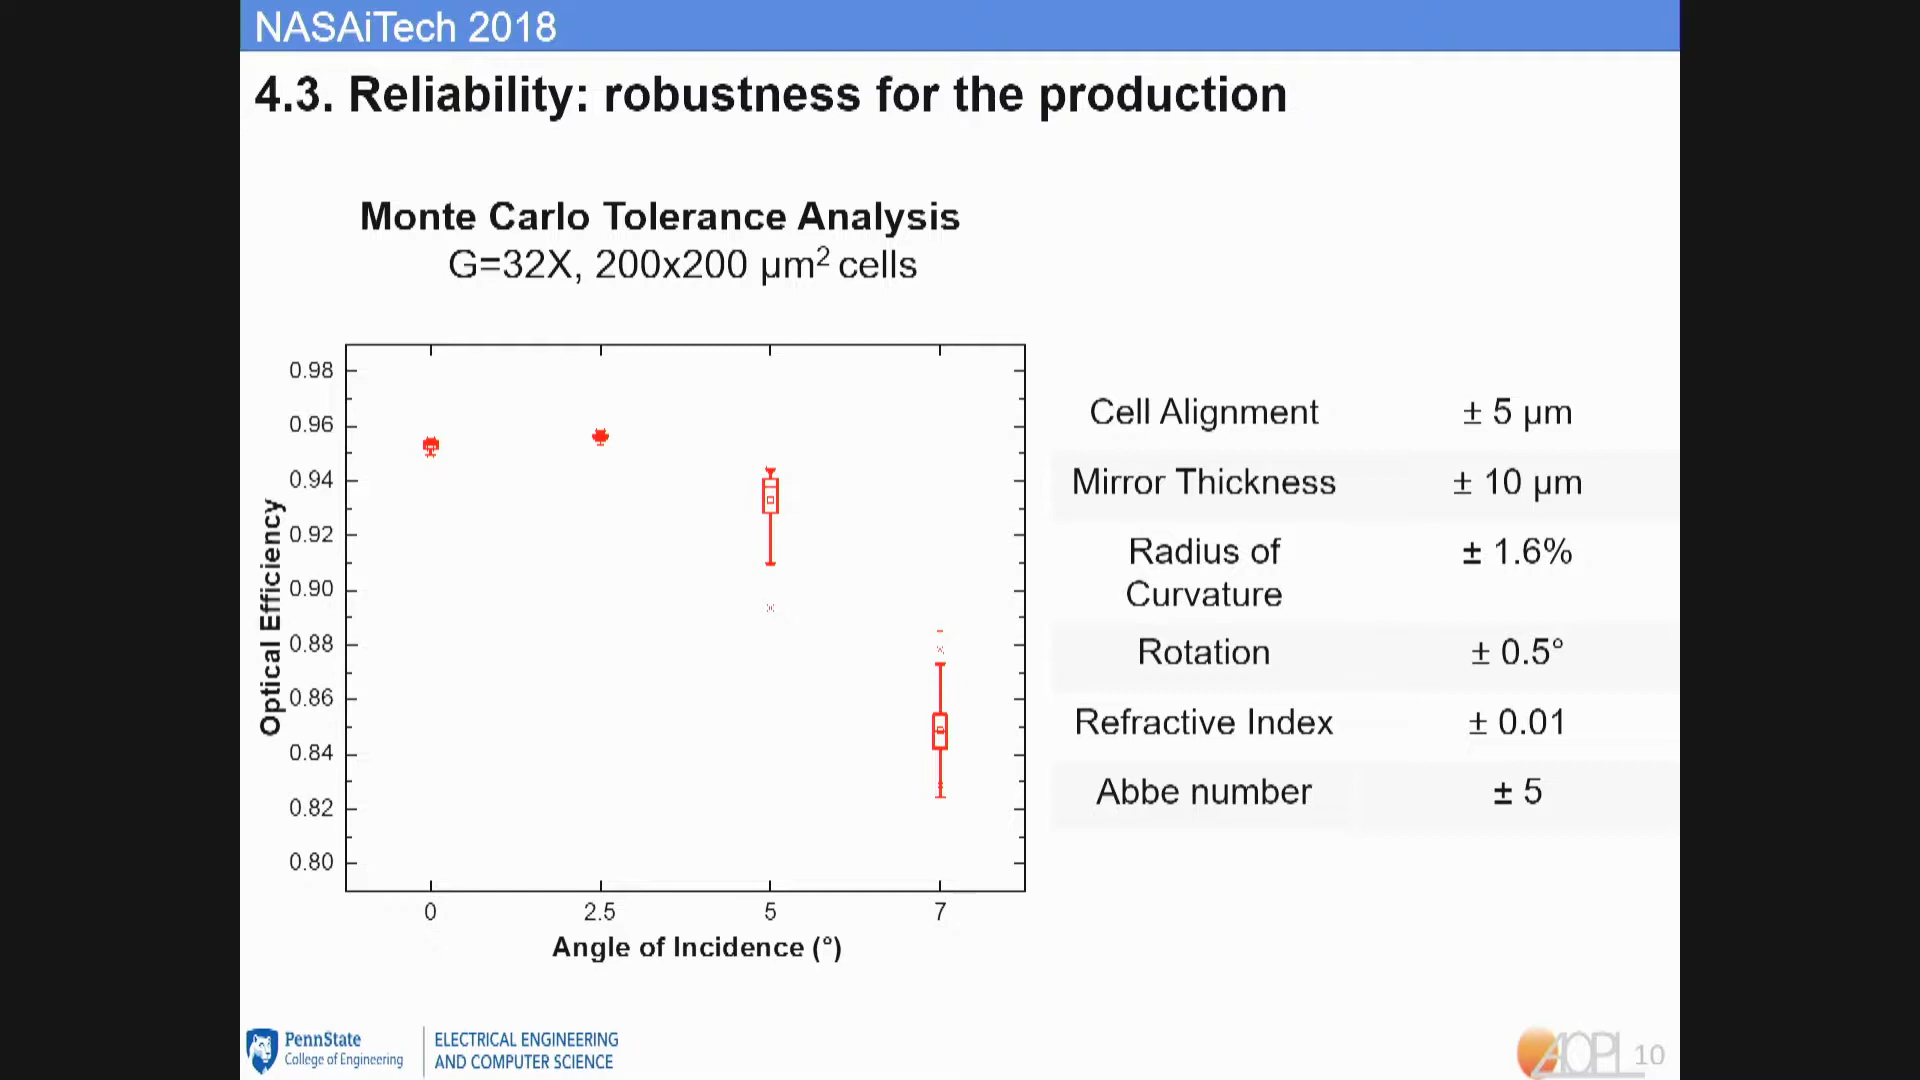 NASAiTech 2018
4.3. Reliability: robustness for the production
Monte Carlo Tolerance Analysis
G=32X, 200x200 µm² cells
Optical Efficiency
0.98
0.96
0.94
0.92
0.90
0.88
0.86
0.84
0.82
0.80
0 2.5 5 7
Angle of Incidence (°)
Cell Alignment ± 5 µm
Mirror Thickness ± 10 µm
Radius of ± 1.6%
Curvature
Rotation ± 0.5°
Refractive Index ± 0.01
Abbe number ± 5
PennState
College of Engineering
ELECTRICAL ENGINEERING
AND COMPUTER SCIENCE
AOPL 10